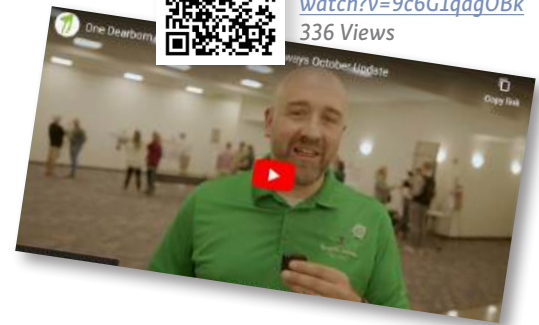 watch?v=9c6G1qagOBk
336 Views
One Dearborn
ways October Update
Copy link